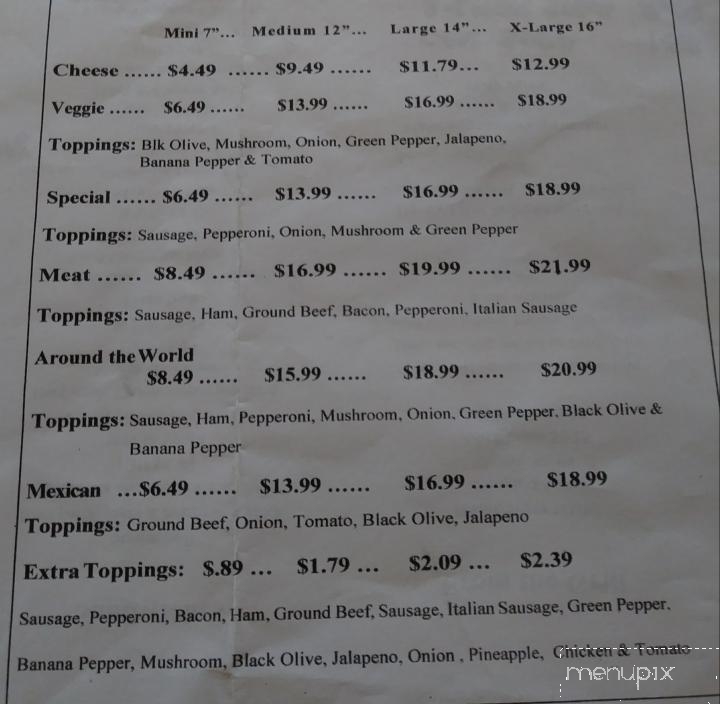 Mini 7”... Medium 12”... Large 14”... X-Large 16”
Cheese ...... $4.49 ...... $9.49 ...... $11.79... $12.99
Veggie ...... $6.49 ...... $13.99 ...... $16.99 ...... $18.99
Toppings: Blk Olive, Mushroom, Onion, Green Pepper, Jalapeno,
Banana Pepper & Tomato
Special ...... $6.49 ...... $13.99 ...... $16.99 ...... $18.99
Toppings: Sausage, Pepperoni, Onion, Mushroom & Green Pepper
Meat ...... $8.49 ...... $16.99 ...... $19.99 ...... $21.99
Toppings: Sausage, Ham, Ground Beef, Bacon, Pepperoni, Italian Sausage
Around the World
$8.49 ...... $15.99 ...... $18.99 ...... $20.99
Toppings: Sausage, Ham, Pepperoni, Mushroom, Onion, Green Pepper, Black Olive &
Banana Pepper
Mexican ...$6.49 ...... $13.99 ...... $16.99 ...... $18.99
Toppings: Ground Beef, Onion, Tomato, Black Olive, Jalapeno
Extra Toppings: $.89 ... $1.79 ... $2.09 ... $2.39
Sausage, Pepperoni, Bacon, Ham, Ground Beef, Sausage, Italian Sausage, Green Pepper,
Banana Pepper, Mushroom, Black Olive, Jalapeno, Onion , Pineapple, Chicken & Tomato
menupix